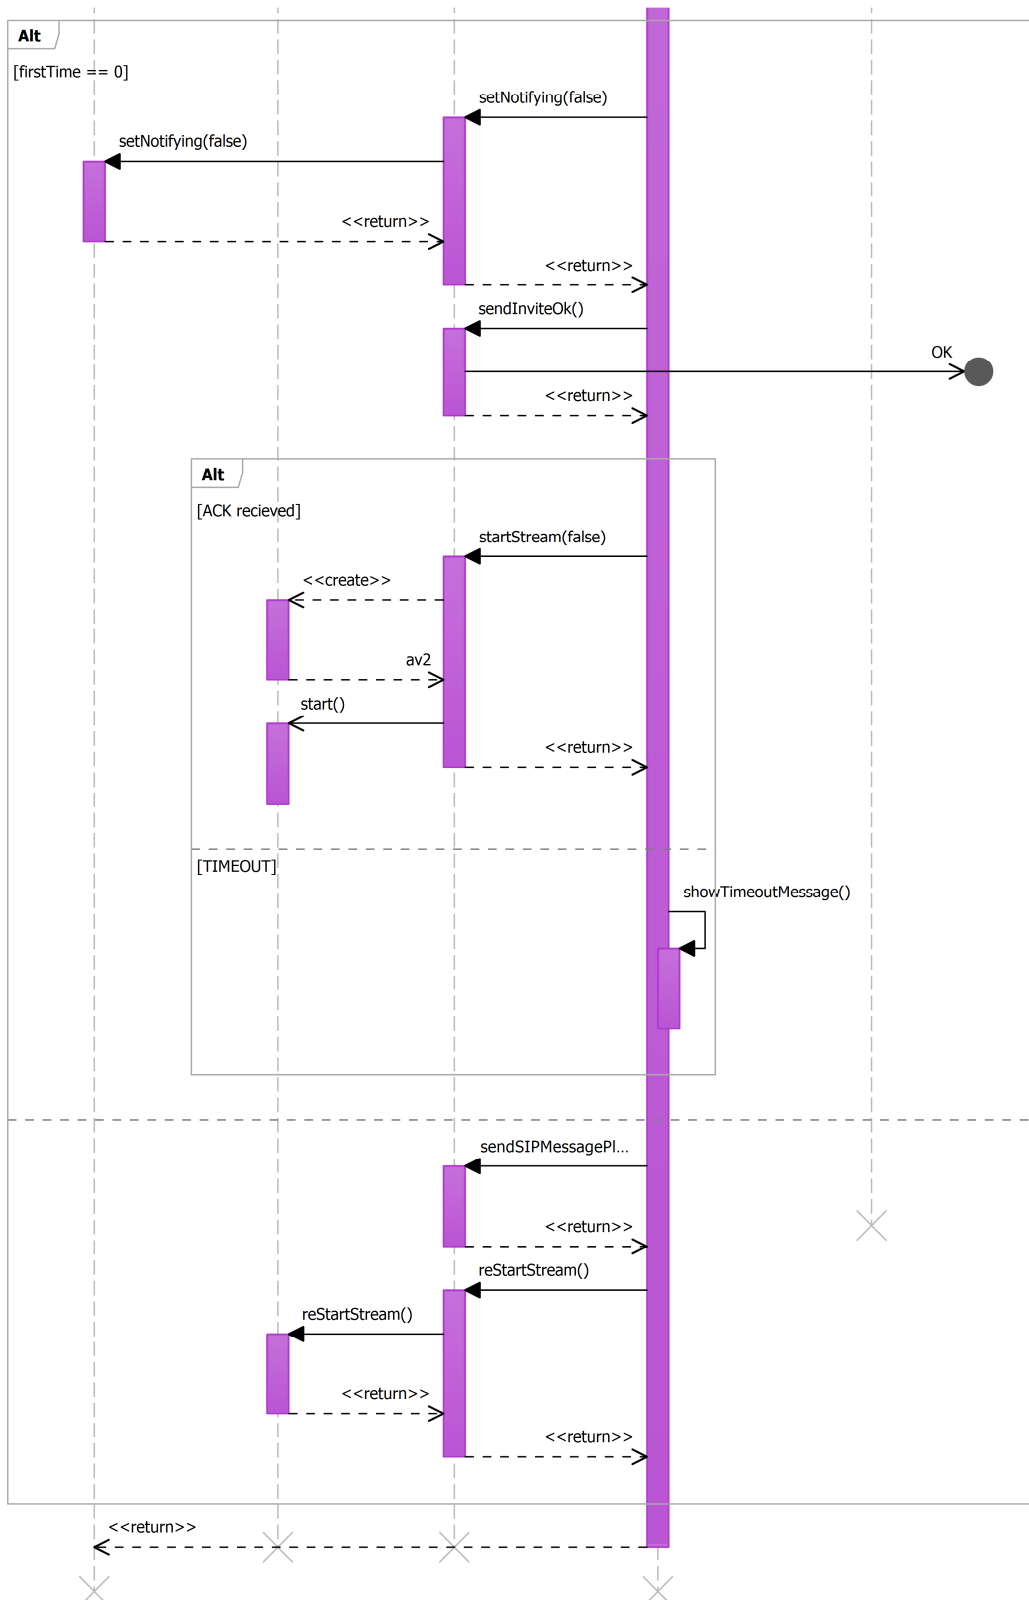 Alt
[firstTime == 0]
setNotifying(false)
setNotifying(false)
<<return>>
<<return>>
sendInviteOk()
OK
<<return>>
Alt
[ACK recieved]
startStream(false)
<<create>>
av2
start()
<<return>>
[TIMEOUT]
showTimeoutMessage()
sendSIPMessagePl...
<<return>>
reStartStream()
reStartStream()
<<return>>
<<return>>
<<return>>